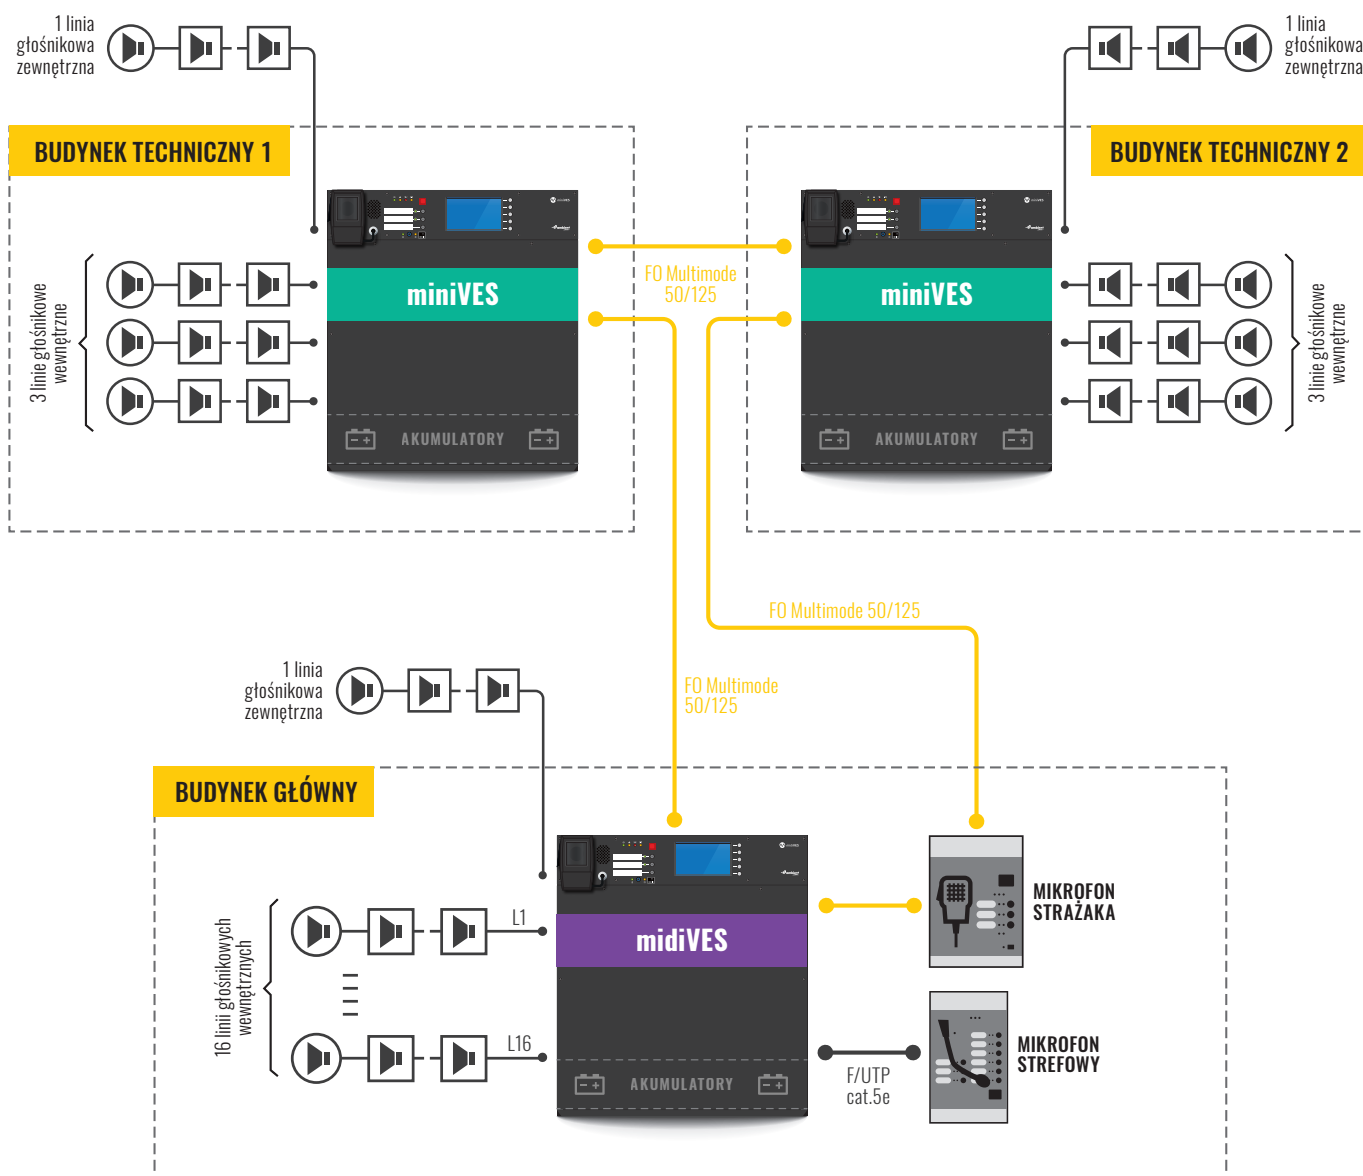 1 linia
głośnikowa
zewnętrzna
1 linia
głośnikowa
zewnętrzna
BUDYNEK TECHNICZNY 1
BUDYNEK TECHNICZNY 2
FO Multimode
50/125
miniVES
miniVES
3 linie głośnikowe
wewnętrzne
3 linie głośnikowe
wewnętrzne
AKUMULATORY
AKUMULATORY
FO Multimode 50/125
1 linia
głośnikowa
zewnętrzna
FO Multimode
50/125
BUDYNEK GŁÓWNY
MIKROFON
STRAŻAKA
L1
midiVES
16 linii głośnikowych
wewnętrznych
L16
MIKROFON
STREFOWY
F/UTP
cat.5e
AKUMULATORY